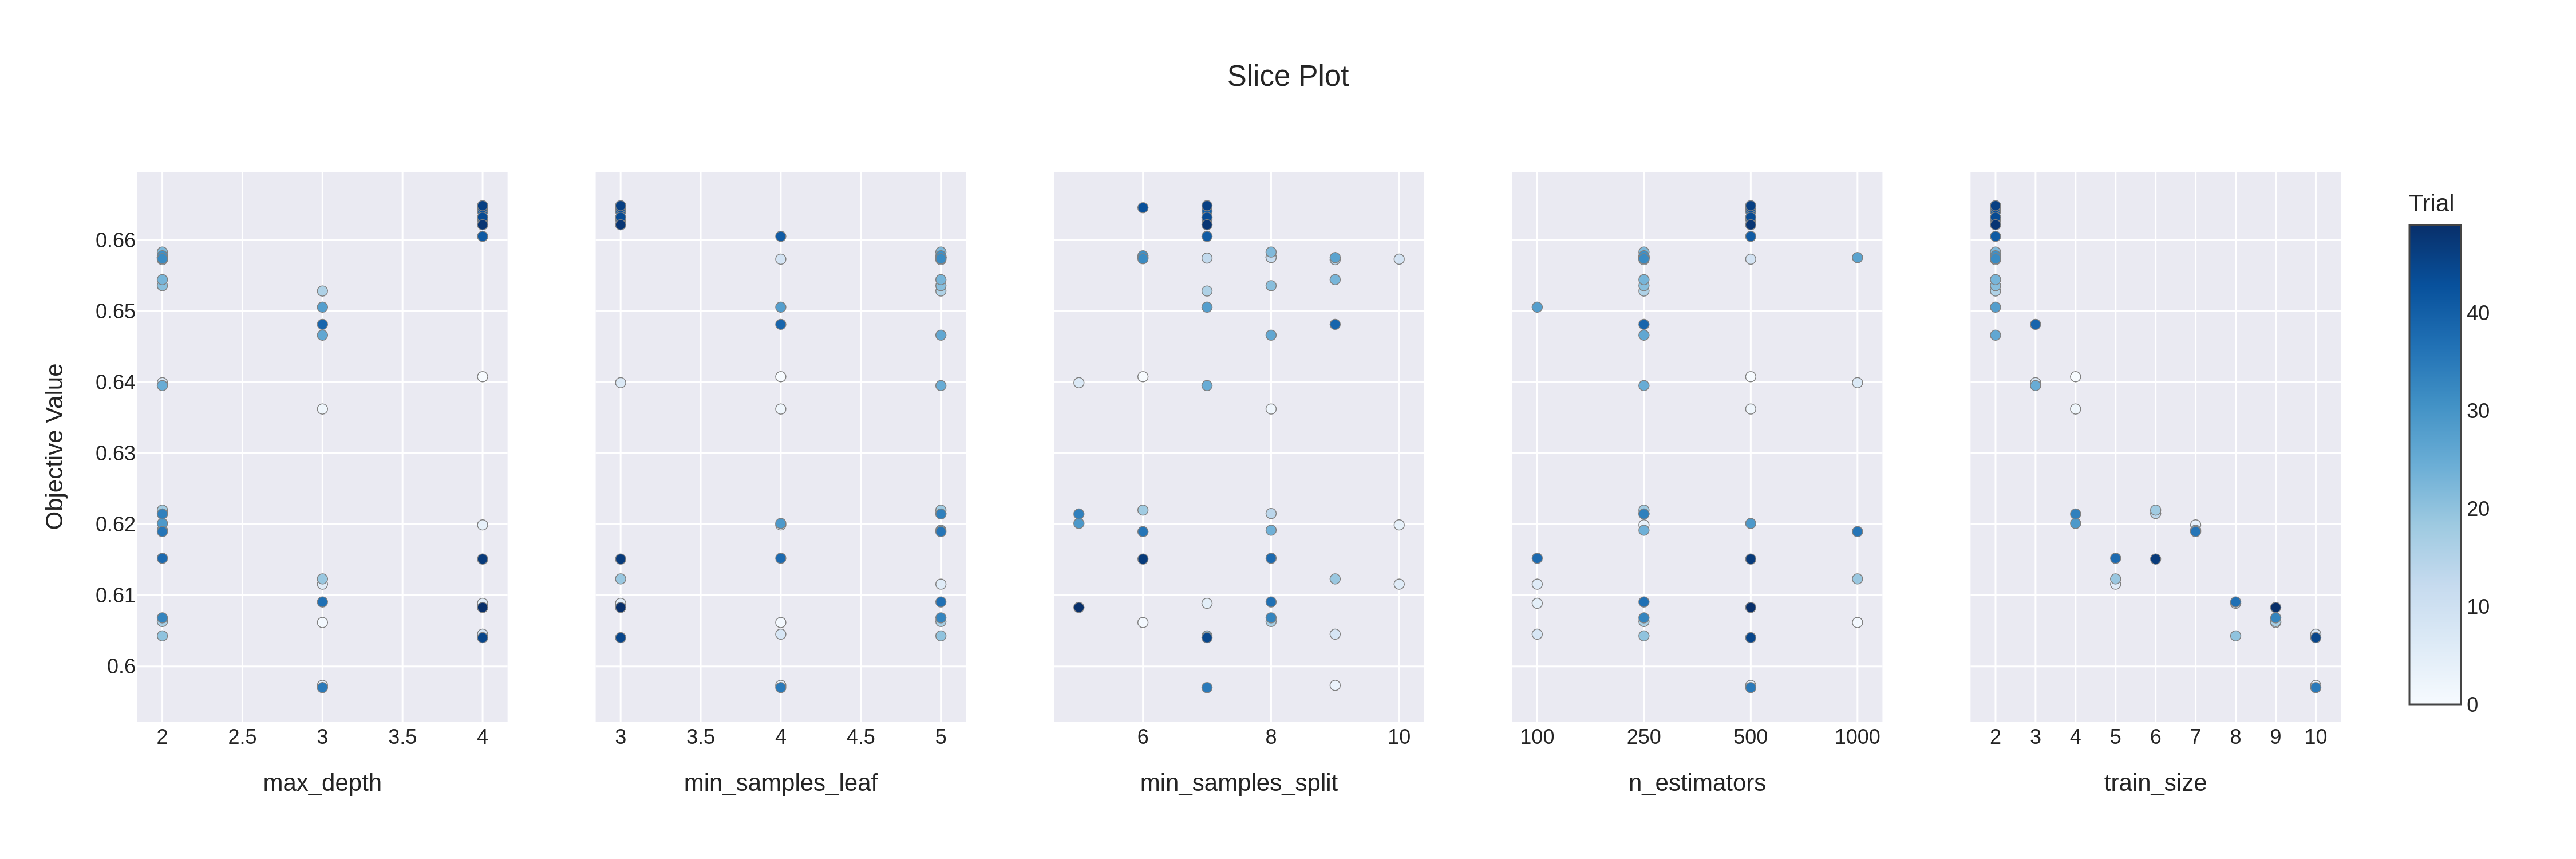 Slice Plot
Objective Value
0.66
0.65
0.64
0.63
0.62
0.61
0.6
2 2.5 3 3.5 4
max_depth
3 3.5 4 4.5 5
min_samples_leaf
6 8 10
min_samples_split
100 250 500 1000
n_estimators
2 3 4 5 6 7 8 9 10
train_size
Trial
40
30
20
10
0